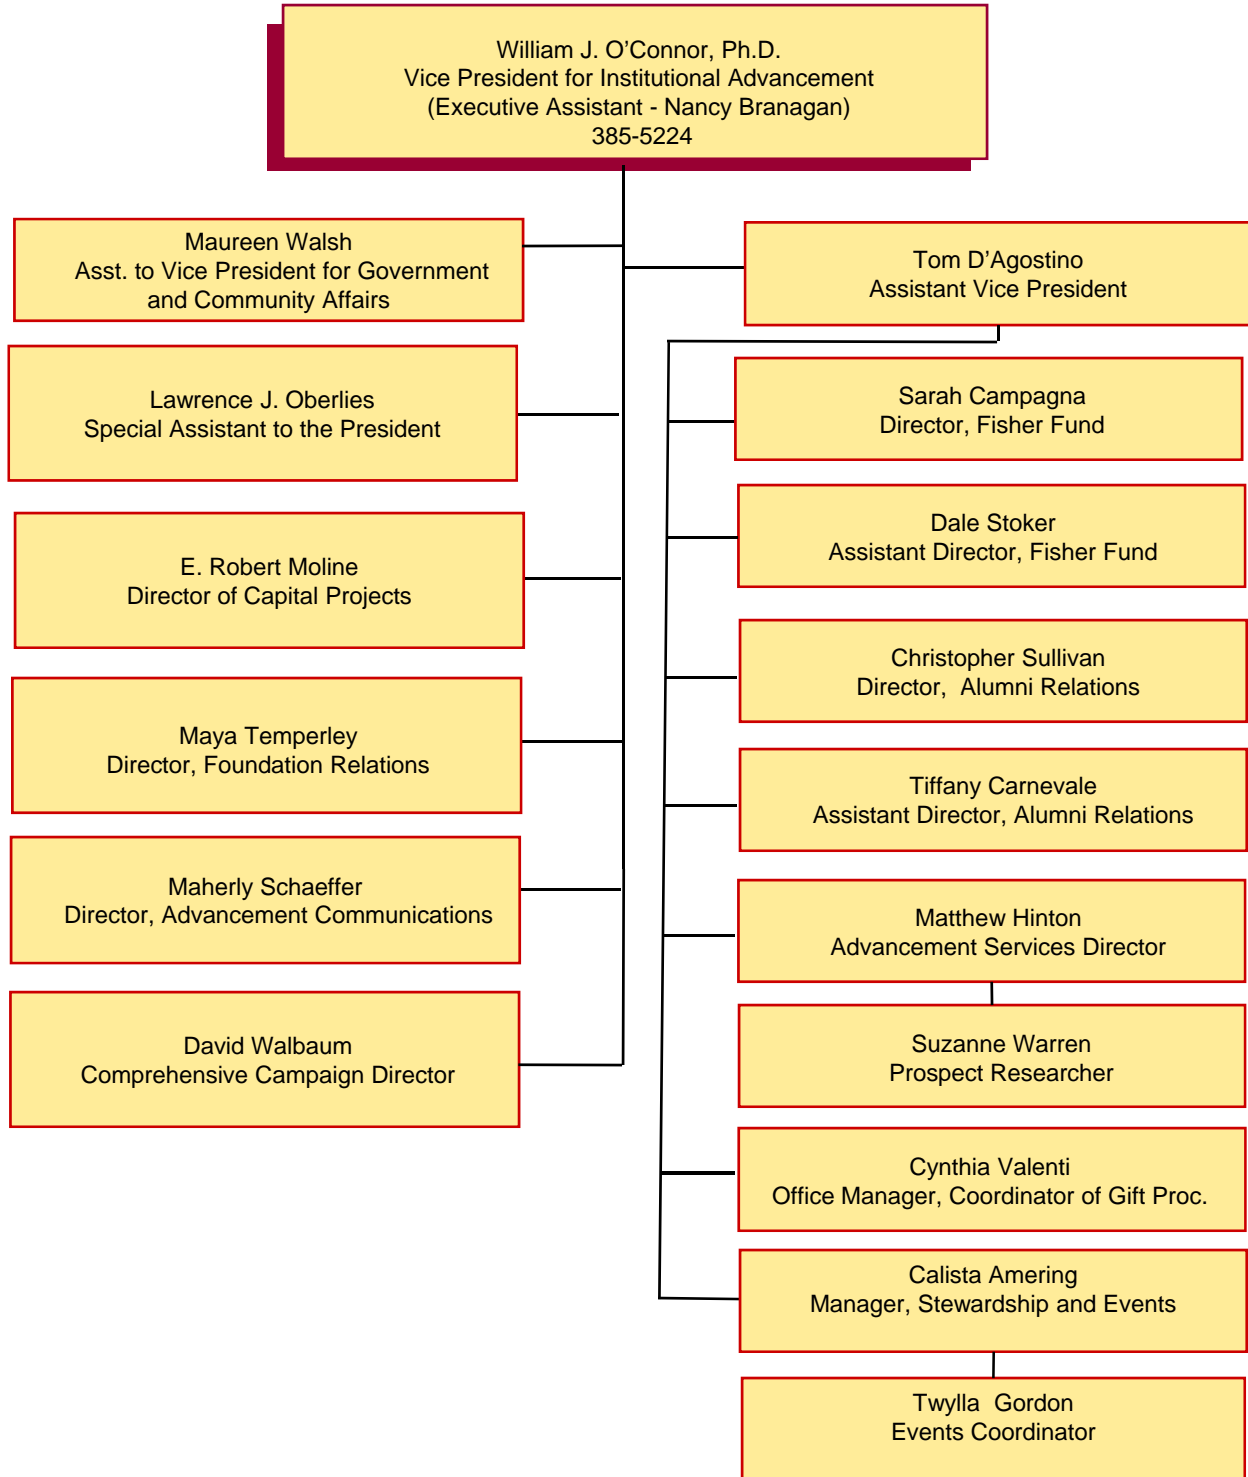 William J. O'Connor, Ph.D.
Vice President for Institutional Advancement
(Executive Assistant - Nancy Branagan)
385-5224
Maureen Walsh
Asst. to Vice President for Government
and Community Affairs
Lawrence J. Oberlies
Special Assistant to the President
E. Robert Moline
Director of Capital Projects
Maya Temperley
Director, Foundation Relations
Maherly Schaeffer
Director, Advancement Communications
David Walbaum
Comprehensive Campaign Director
Tom D'Agostino
Assistant Vice President
Sarah Campagna
Director, Fisher Fund
Dale Stoker
Assistant Director, Fisher Fund
Christopher Sullivan
Director, Alumni Relations
Tiffany Carnevale
Assistant Director, Alumni Relations
Matthew Hinton
Advancement Services Director
Suzanne Warren
Prospect Researcher
Cynthia Valenti
Office Manager, Coordinator of Gift Proc.
Calista Amering
Manager, Stewardship and Events
Twylla Gordon
Events Coordinator